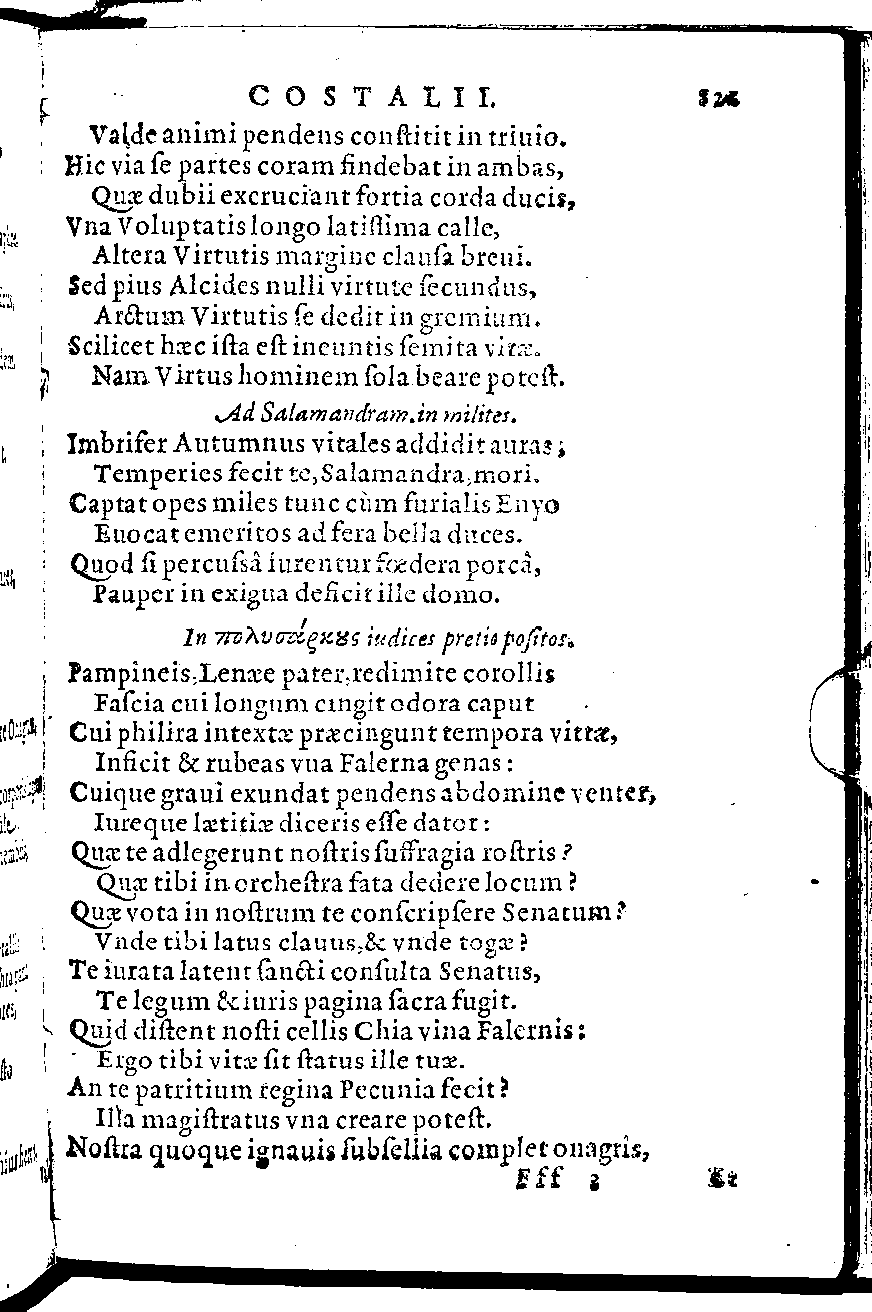 COSTALII.
Valde animi pendens conſtitit in triuio.
Hic via ſe partes coram findebat in ambas,
Quæ dubii excruciant fortia corda ducis,
Vna Voluptatis longo latiſſima calle,
Altera Virtutis margine clauſa breui.
Sed pius Alcides nulli virtute ſecundus,
Arctum Virtutis ſe dedit in gremium.
Scilicet hæc iſta eſt ineuntis ſemita vitæ.
Nam Virtus hominem ſola beare poteſt.
Ad Salamandram.in milites.
Imbrifer Autumnus vitales addidit auras;
Temperies fecit te, Salamandra, mori.
Captat opes miles tunc cùm furialis Enyo
Euocat emeritos ad fera bella duces.
Quod ſi percuſsâ iurentur fœdera porcâ,
Pauper in exigua deficit ille domo.
In πολυσάρκȣς iudices pretio poſitos.
Pampineis, Lenæe pater, redimite corollis
Faſcia cui longum cingit odora caput
Cui philira intextæ præcingunt tempora vittæ,
Inficit & rubeas vua Falerna genas:
Cuique graui exundat pendens abdomine venter,
Iureque lætitiæ diceris eſſe dator:
Quæ te adlegerunt noſtris ſuffragia roſtris?
Quæ tibi in orcheſtra fata dedere locum?
Quæ vota in noſtrum te conſcripſere Senatum?
Vnde tibi latus clauus, & vnde togæ?
Te iurata latent ſancti conſulta Senatus,
Te legum & iuris pagina ſacra fugit.
Quid diſtent noſti cellis Chia vina Falernis:
Ergo tibi vitæ ſit ſtatus ille tuæ.
An te patritium regina Pecunia fecit?
Illa magiſtratus vna creare poteſt.
Noſtra quoque ignauis ſubſellia complet onagris,
Fff 3 Et